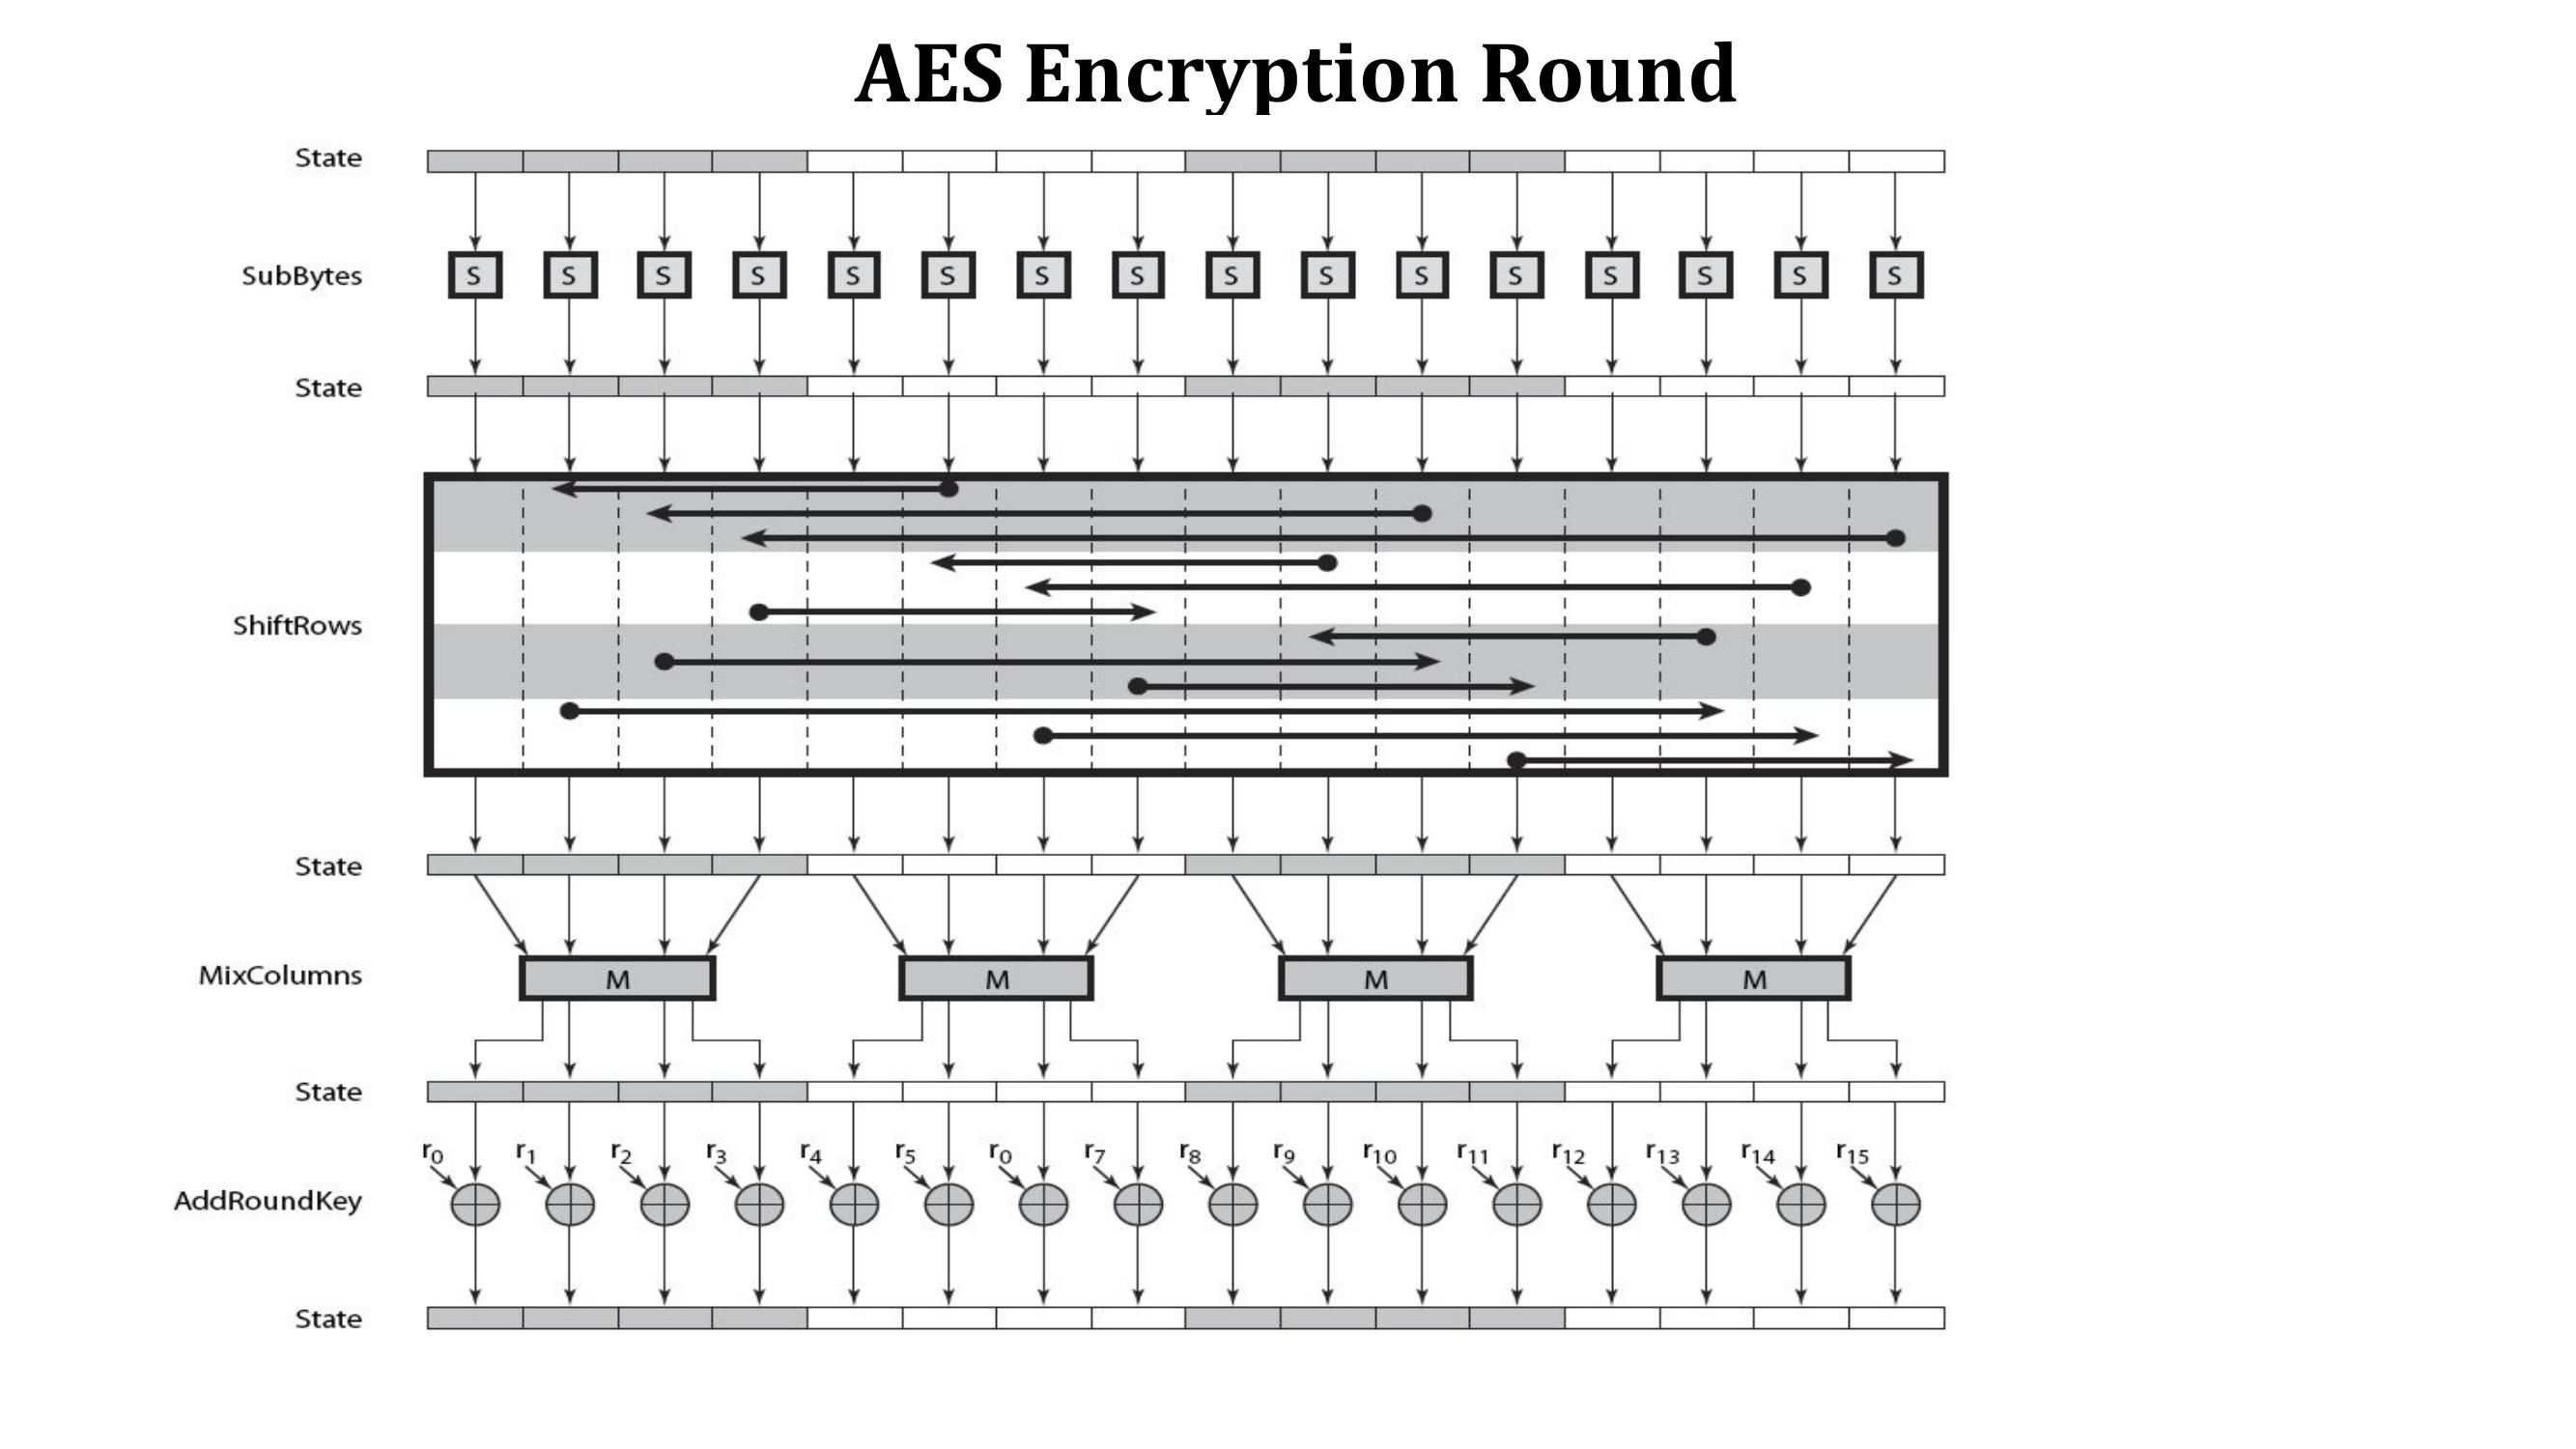 AES Encryption Round
State
SubBytes S S S S S S S S S S S S S S S S
State
ShiftRows
State
MixColumns M M M M
State
r0 r1 r2 r3 r4 r5 r0 r7 r8 r9 r10 r11 r12 r13 r14 r15
AddRoundKey
State